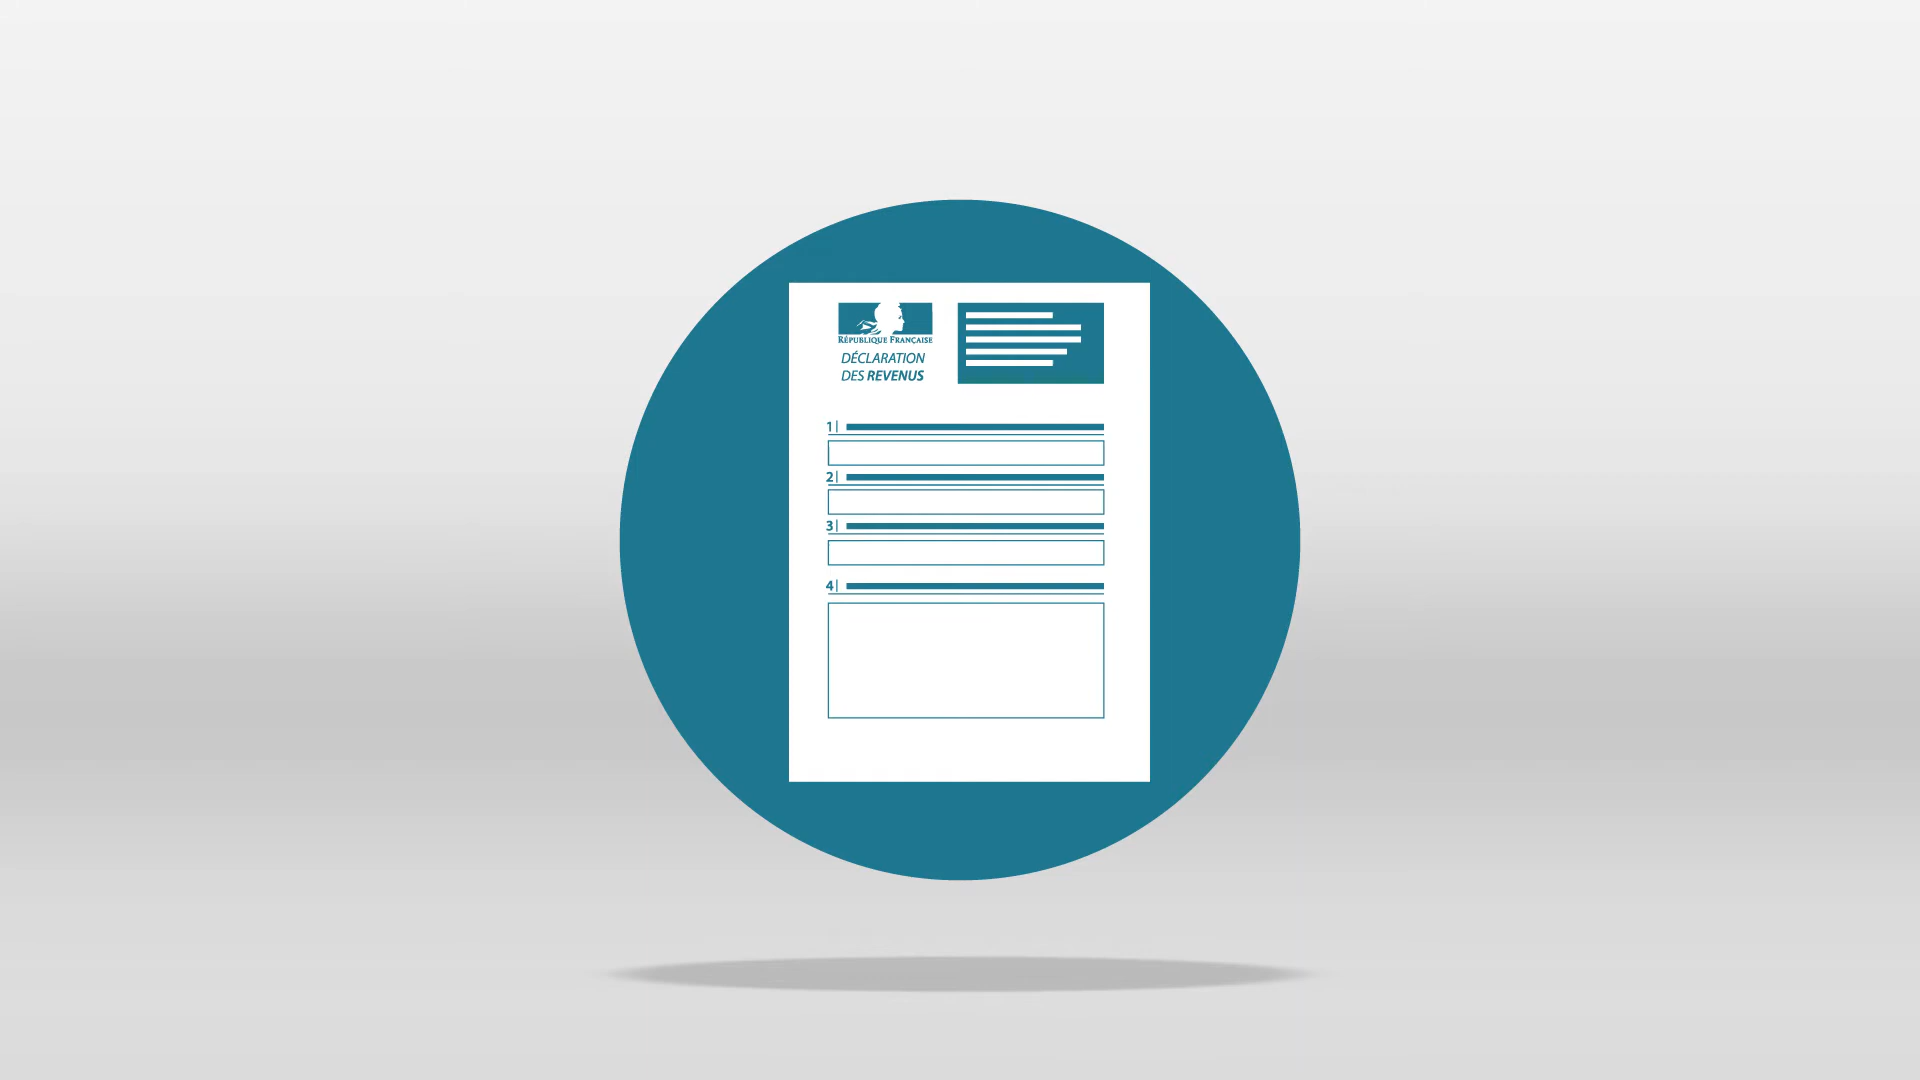 RÉPUBLIQUE FRANÇAISE
DÉCLARATION
DES REVENUS
1|
2|
3|
4|